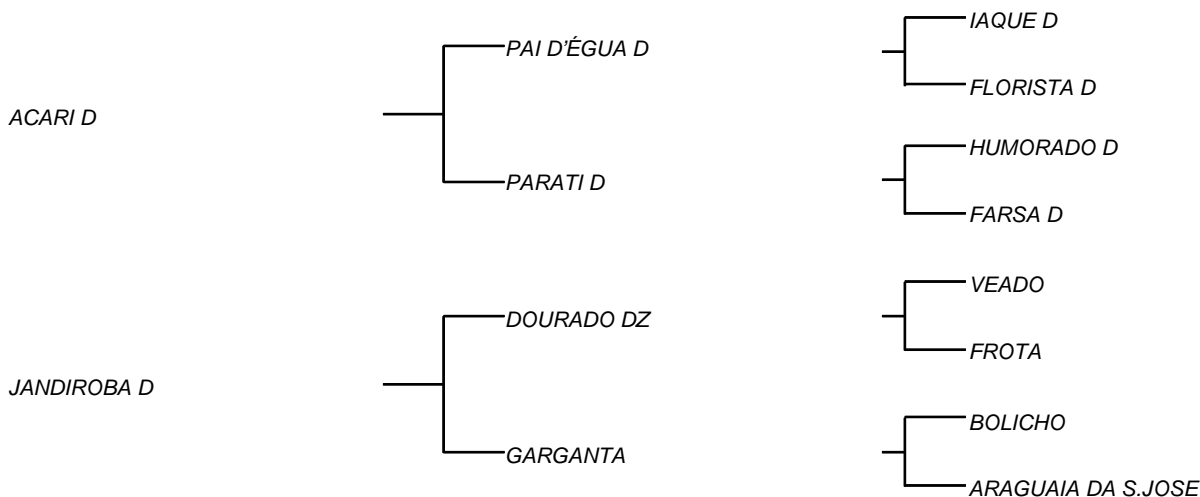 ACARI D
PAI D'ÉGUA D
IAQUE D
FLORISTA D
PARATI D
HUMORADO D
FARSA D
JANDIROBA D
DOURADO DZ
VEADO
FROTA
GARGANTA
BOLICHO
ARAGUAIA DA S.JOSE